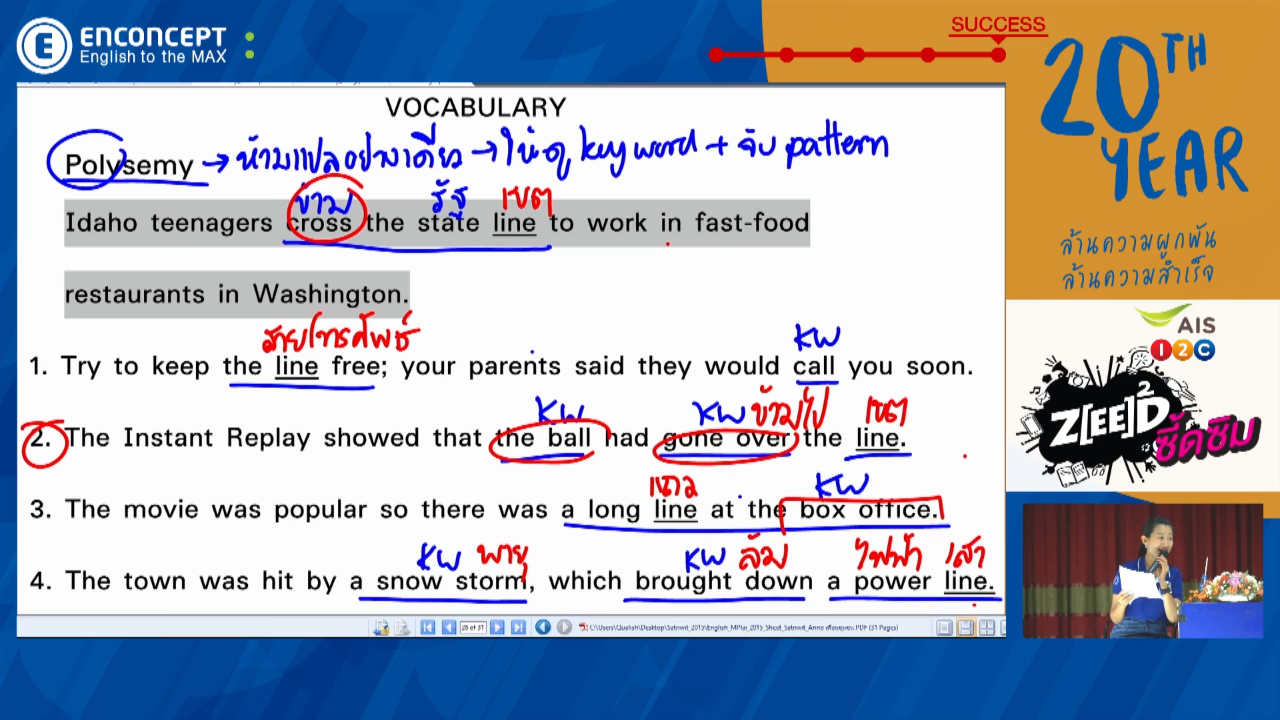 ENCONCEPT
English to the MAX
SUCCESS
20TH
YEAR
ล้านความผูกพัน
ล้านความสำเร็จ
AIS
12C
Z[EE]D2
ซี้ดซิม
VOCABULARY
Polysemy → ห้ามแปลอย่างเดียว → ให้ดู key word + จับ pattern
ข้าม รัฐ เขต
Idaho teenagers cross the state line to work in fast-food
restaurants in Washington.
สายโทรศัพท์ KW
1. Try to keep the line free; your parents said they would call you soon.
KW KW ข้ามไป เขต
2. The Instant Replay showed that the ball had gone over the line.
แถว KW
3. The movie was popular so there was a long line at the box office.
KW พายุ KW ล้ม ไฟฟ้า เสา
4. The town was hit by a snow storm, which brought down a power line.
28 of 31